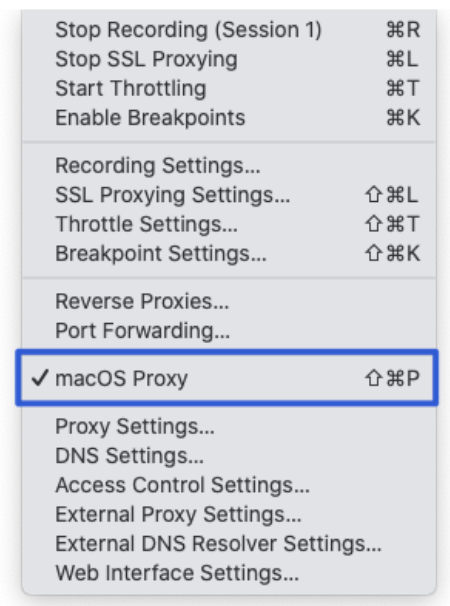 Stop Recording (Session 1) ⌘R
Stop SSL Proxying ⌘L
Start Throttling ⌘T
Enable Breakpoints ⌘K
Recording Settings...
SSL Proxying Settings... ⇧⌘L
Throttle Settings... ⇧⌘T
Breakpoint Settings... ⇧⌘K
Reverse Proxies...
Port Forwarding...
✓ macOS Proxy ⇧⌘P
Proxy Settings...
DNS Settings...
Access Control Settings...
External Proxy Settings...
External DNS Resolver Settings...
Web Interface Settings...